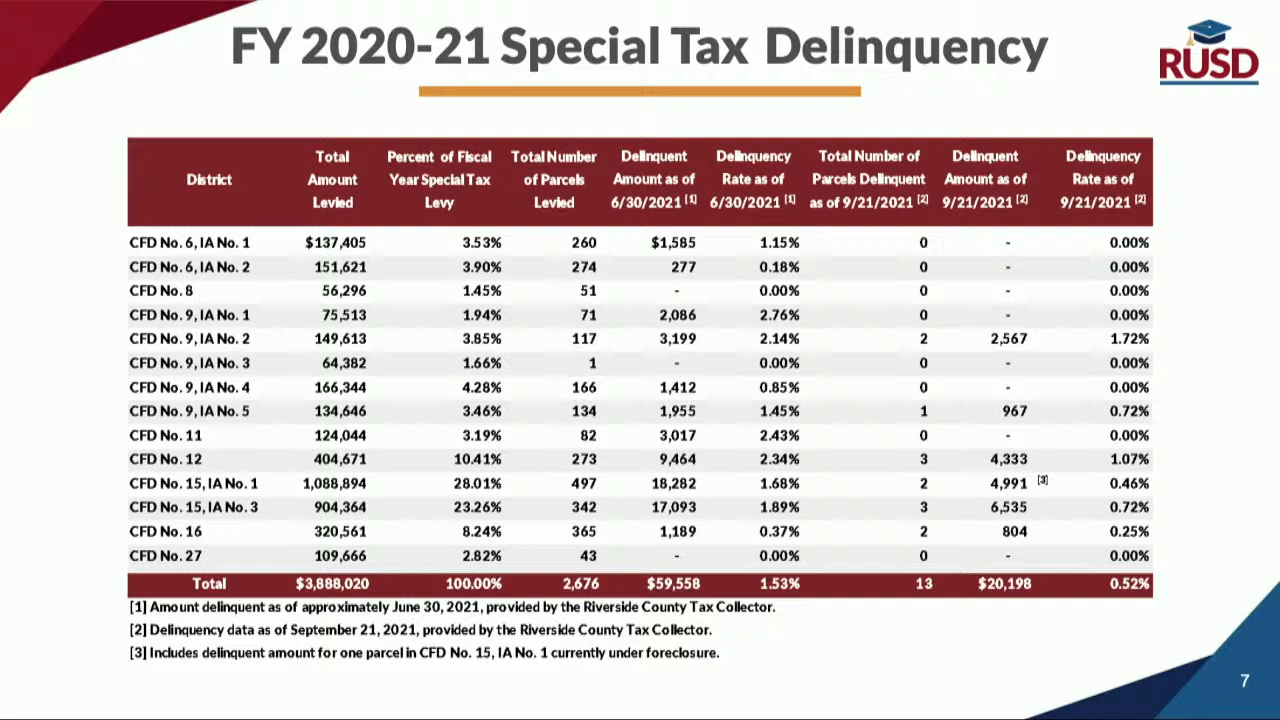 FY 2020-21 Special Tax Delinquency
RUSD
District Total Amount Levied Percent of Fiscal Year Special Tax Levy Total Number of Parcels Levied Delinquent Amount as of 6/30/2021 [1] Delinquency Rate as of 6/30/2021 [1] Total Number of Parcels Delinquent as of 9/21/2021 [2] Delinquent Amount as of 9/21/2021 [2] Delinquency Rate as of 9/21/2021 [2]
CFD No. 6, IA No. 1 $137,405 3.53% 260 $1,585 1.15% 0 - 0.00%
CFD No. 6, IA No. 2 151,621 3.90% 274 277 0.18% 0 - 0.00%
CFD No. 8 56,296 1.45% 51 - 0.00% 0 - 0.00%
CFD No. 9, IA No. 1 75,513 1.94% 71 2,086 2.76% 0 - 0.00%
CFD No. 9, IA No. 2 149,613 3.85% 117 3,199 2.14% 2 2,567 1.72%
CFD No. 9, IA No. 3 64,382 1.66% 1 - 0.00% 0 - 0.00%
CFD No. 9, IA No. 4 166,344 4.28% 166 1,412 0.85% 0 - 0.00%
CFD No. 9, IA No. 5 134,646 3.46% 134 1,955 1.45% 1 967 0.72%
CFD No. 11 124,044 3.19% 82 3,017 2.43% 0 - 0.00%
CFD No. 12 404,671 10.41% 273 9,464 2.34% 3 4,333 1.07%
CFD No. 15, IA No. 1 1,088,894 28.01% 497 18,282 1.68% 2 4,991 [3] 0.46%
CFD No. 15, IA No. 3 904,364 23.26% 342 17,093 1.89% 3 6,535 0.72%
CFD No. 16 320,561 8.24% 365 1,189 0.37% 2 804 0.25%
CFD No. 27 109,666 2.82% 43 - 0.00% 0 - 0.00%
Total $3,888,020 100.00% 2,676 $59,558 1.53% 13 $20,198 0.52%
[1] Amount delinquent as of approximately June 30, 2021, provided by the Riverside County Tax Collector.
[2] Delinquency data as of September 21, 2021, provided by the Riverside County Tax Collector.
[3] Includes delinquent amount for one parcel in CFD No. 15, IA No. 1 currently under foreclosure.
7